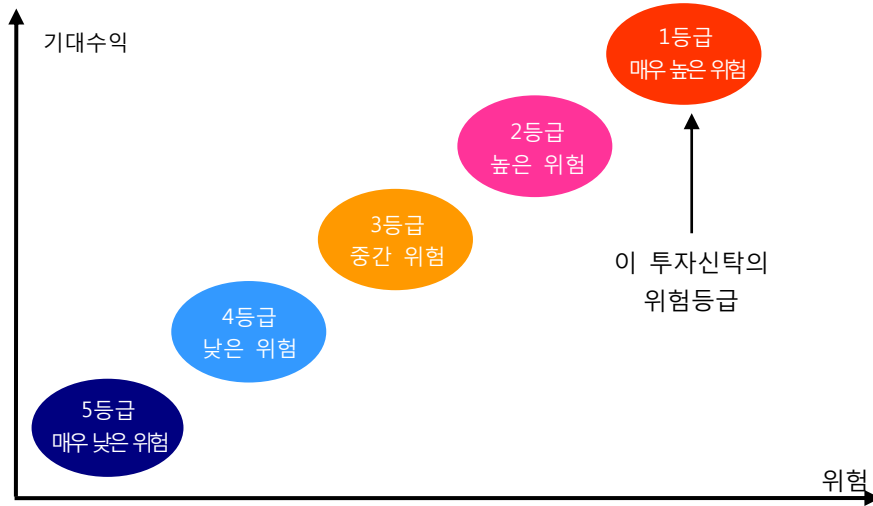 기대수익
1등급
매우 높은 위험
2등급
높은 위험
3등급
중간 위험
이 투자신탁의
위험등급
4등급
낮은 위험
5등급
매우 낮은 위험
위험